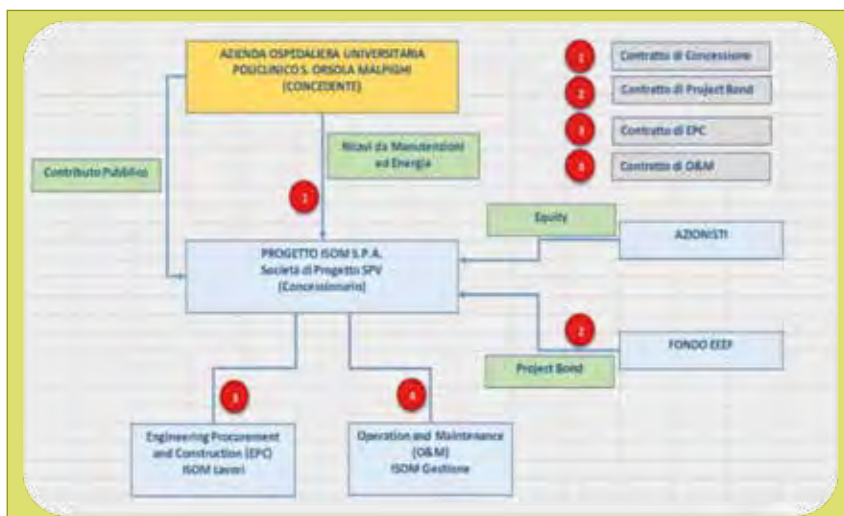 AZIENDA OSPEDALIERA UNIVERSITARIA
POLICLINICO S. ORSOLA MALPIGHI
(CONCEDENTE)
1
Contratto di Concessione
2
Contratto di Project Bond
3
Contratto di EPC
Contratto di O&M
Ricavi da Manutenzioni
ed Energia
Contributo Pubblico
1
Equity
AZIONISTI
PROGETTO ISOM S.P.A.
Società di Progetto SPV
(Concessionario)
2
FONDO EEEF
Project Bond
3
4
Engineering Procurement
and Construction (EPC)
ISOM Lavori
Operation and Maintenance
(O&M)
ISOM Gestione